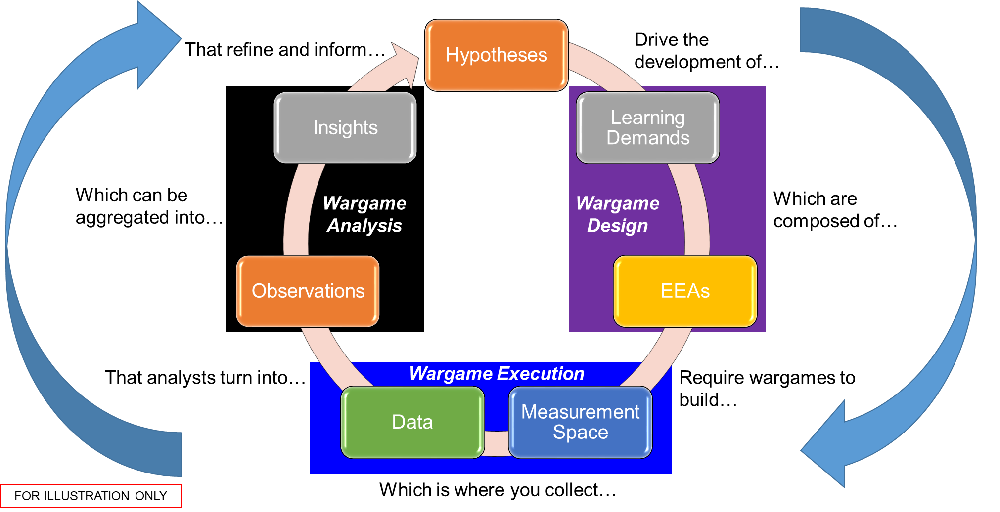 Hypotheses
Drive the
development of…
Learning
Demands
Wargame
Design
Which are
composed of…
EEAs
Require wargames to
build…
Wargame Execution
Measurement
Space
Which is where you collect…
Data
That analysts turn into…
Observations
Wargame
Analysis
Which can be
aggregated into…
Insights
That refine and inform…
FOR ILLUSTRATION ONLY